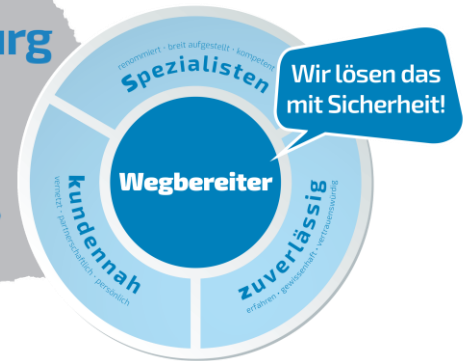 urg
renommiert · breit aufgestellt · kompetent
Spezialisten
Wir lösen das
mit Sicherheit!
Wegbereiter
kundennah
vernetzt · partnerschaftlich · persönlich
zuverlässig
erfahren · gewissenhaft · vertrauenswürdig